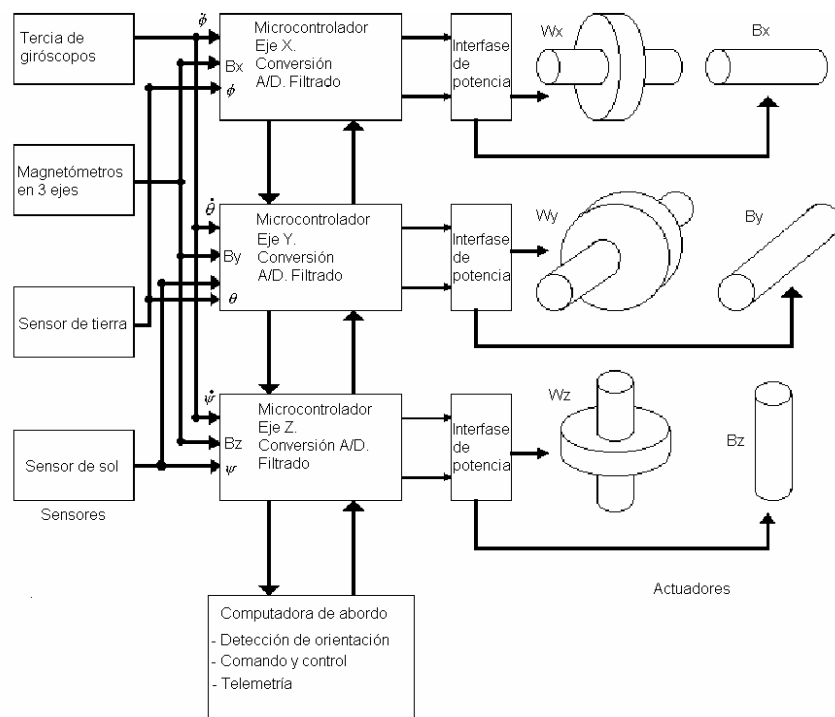 Tercia de
giróscopos
Magnetómetros
en 3 ejes
Sensor de tierra
Sensor de sol
Sensores
ϕ̇
Bx
ϕ
Microcontrolador
Eje X.
Conversión
A/D. Filtrado
Interfase
de
potencia
Wx
Bx
θ̇
By
θ
Microcontrolador
Eje Y.
Conversión
A/D. Filtrado
Interfase
de
potencia
Wy
By
ψ̇
Bz
ψ
Microcontrolador
Eje Z.
Conversión A/D.
Filtrado
Interfase
de
potencia
Wz
Bz
Actuadores
Computadora de abordo
- Detección de orientación
- Comando y control
- Telemetría